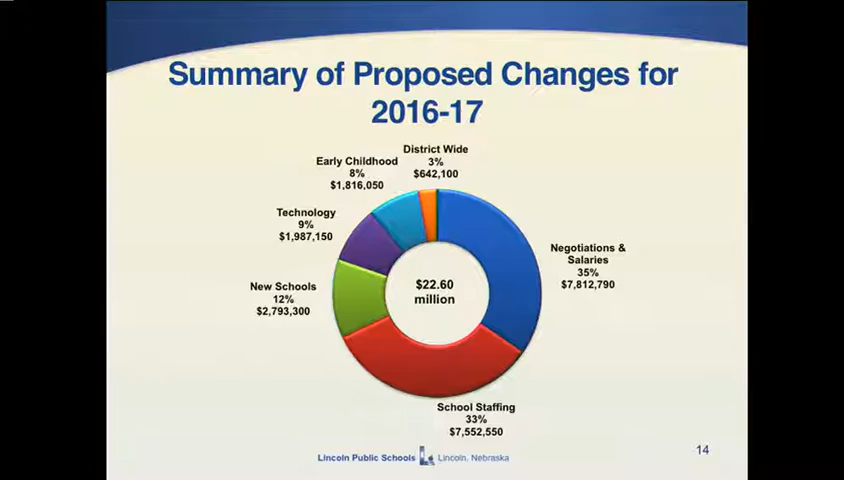 Summary of Proposed Changes for
2016-17
District Wide
3%
$642,100
Early Childhood
8%
$1,816,050
Technology
9%
$1,987,150
Negotiations &
Salaries
35%
$7,812,790
New Schools
12%
$2,793,300
$22.60
million
School Staffing
33%
$7,552,550
Lincoln Public Schools Lincoln, Nebraska
14